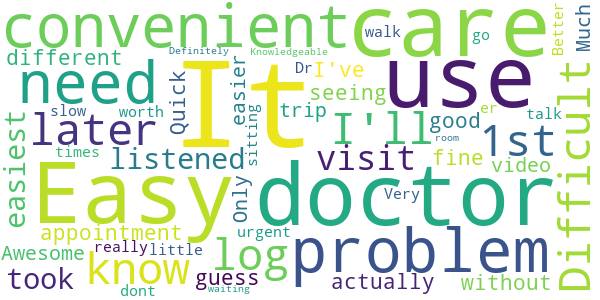 convenient care
Definitely Knowledgeable walk go Better Much
different
need It use
Quick easier Dr I've
seeing
slow worth trip
later I'll good 1st
easiest
times listened sitting visit er talk
room
fine video
Easy doctor Difficult
Only Very
appointment urgent
Awesome really little log problem without
know
took guess actually
dont waiting